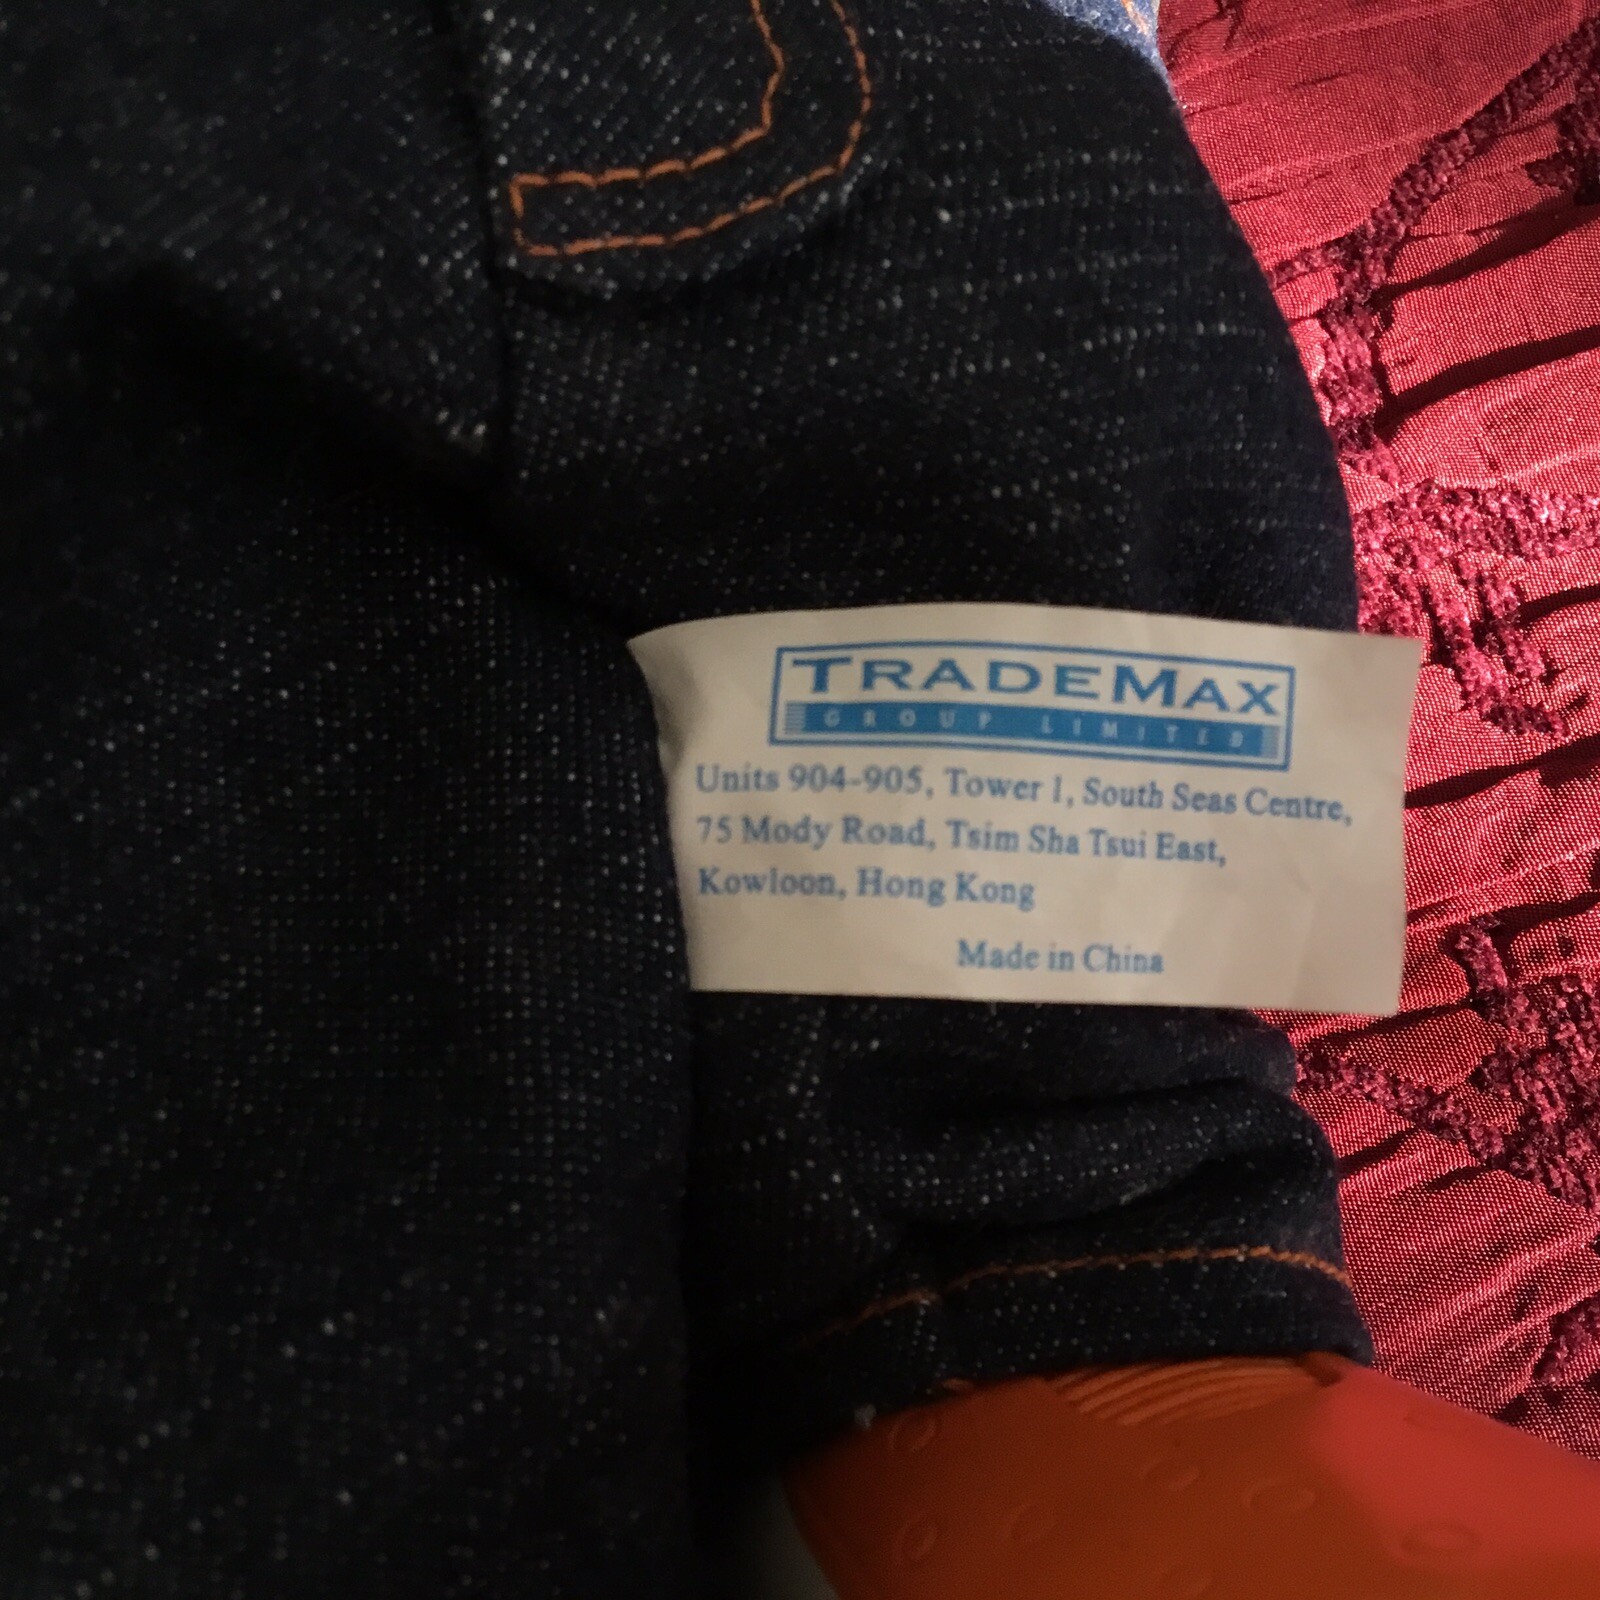 TRADEMAX
GROUP LIMITED
Units 904-905, Tower 1, South Seas Centre,
75 Mody Road, Tsim Sha Tsui East,
Kowloon, Hong Kong
Made in China